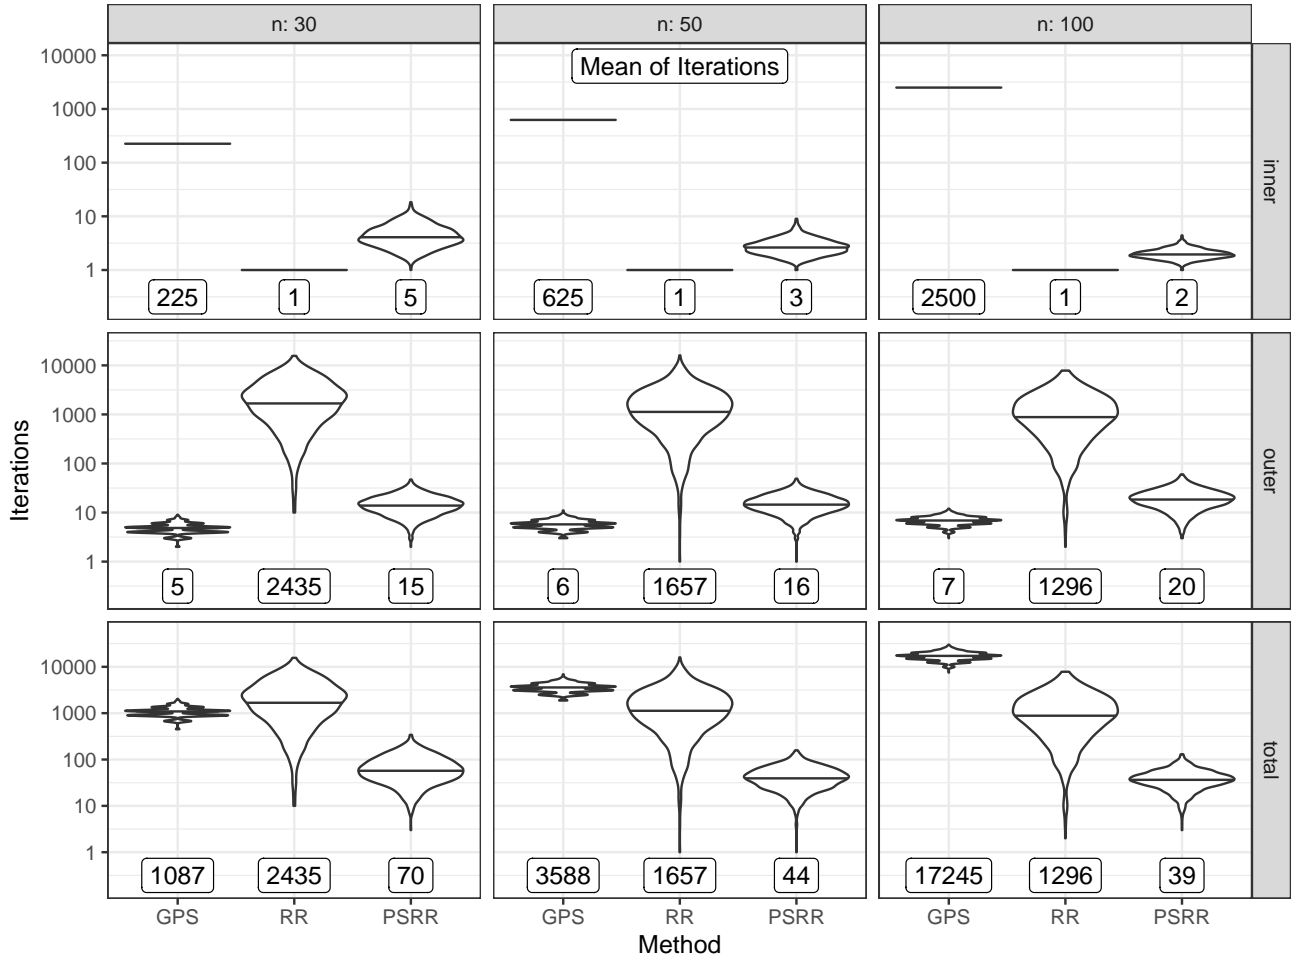 n: 30 n: 50 n: 100
Mean of Iterations
10000
1000
100
10
1
225 1 5 625 1 3 2500 1 2
inner
10000
1000
100
10
1
5 2435 15 6 1657 16 7 1296 20
outer
10000
1000
100
10
1
1087 2435 70 3588 1657 44 17245 1296 39
total
GPS RR PSRR GPS RR PSRR GPS RR PSRR
Method
Iterations